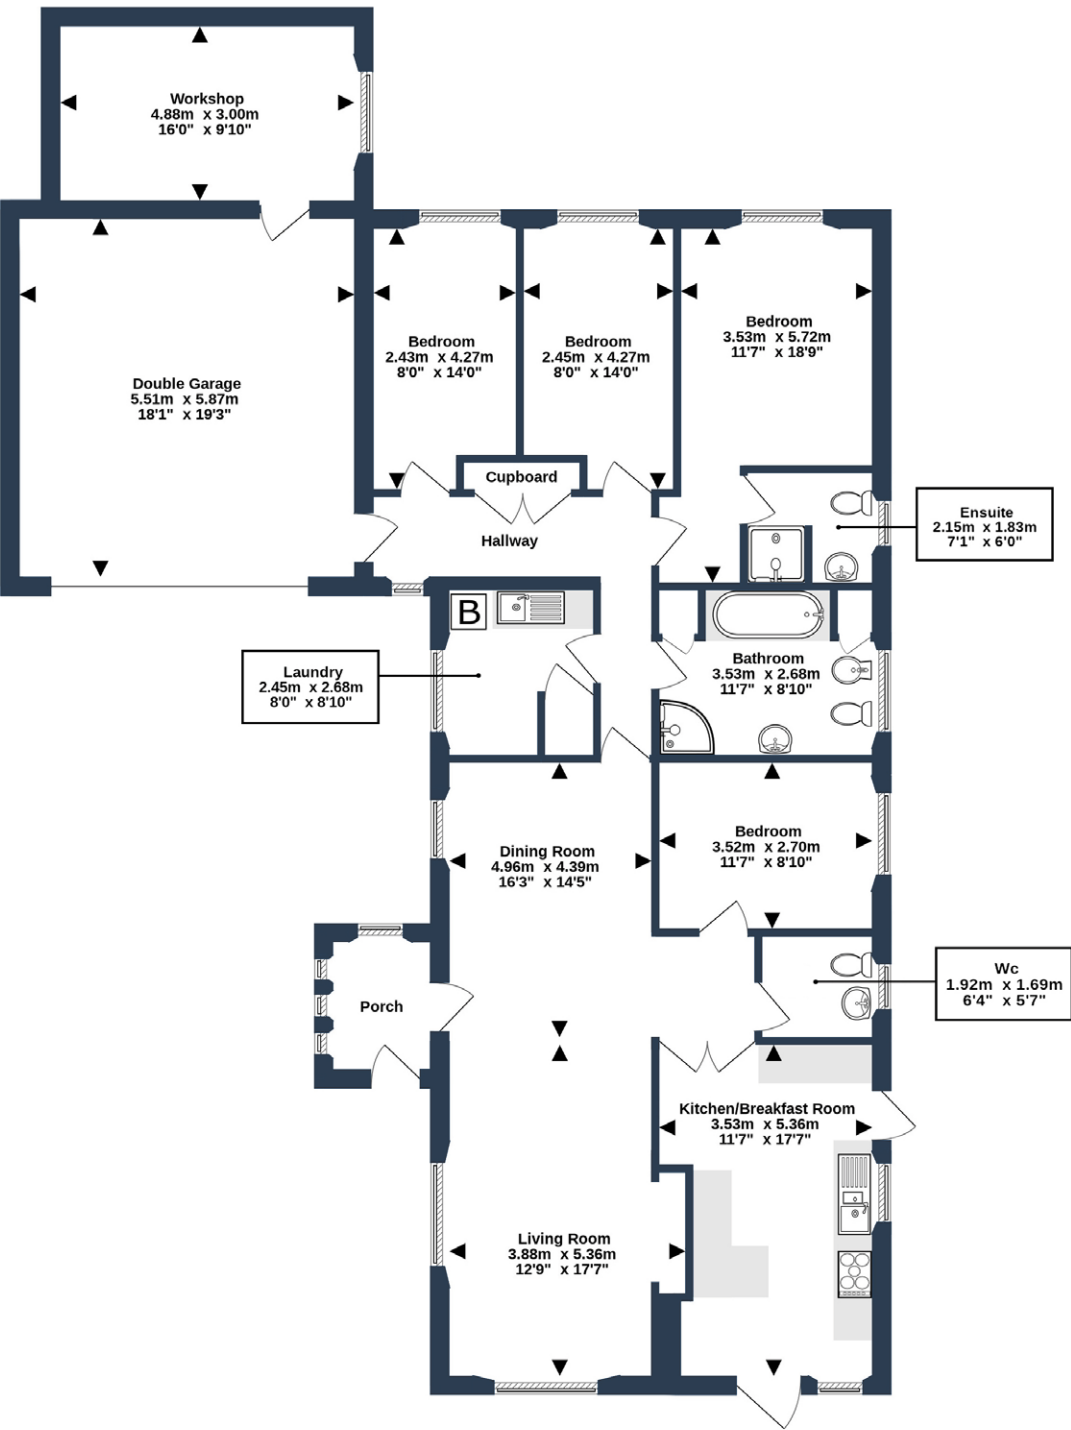 Workshop
4.88m x 3.00m
16'0" x 9'10"
Double Garage
5.51m x 5.87m
18'1" x 19'3"
Bedroom
2.43m x 4.27m
8'0" x 14'0"
Bedroom
2.45m x 4.27m
8'0" x 14'0"
Bedroom
3.53m x 5.72m
11'7" x 18'9"
Cupboard
Hallway
Ensuite
2.15m x 1.83m
7'1" x 6'0"
B
Laundry
2.45m x 2.68m
8'0" x 8'10"
Bathroom
3.53m x 2.68m
11'7" x 8'10"
Dining Room
4.96m x 4.39m
16'3" x 14'5"
Bedroom
3.52m x 2.70m
11'7" x 8'10"
Porch
Wc
1.92m x 1.69m
6'4" x 5'7"
Kitchen/Breakfast Room
3.53m x 5.36m
11'7" x 17'7"
Living Room
3.88m x 5.36m
12'9" x 17'7"